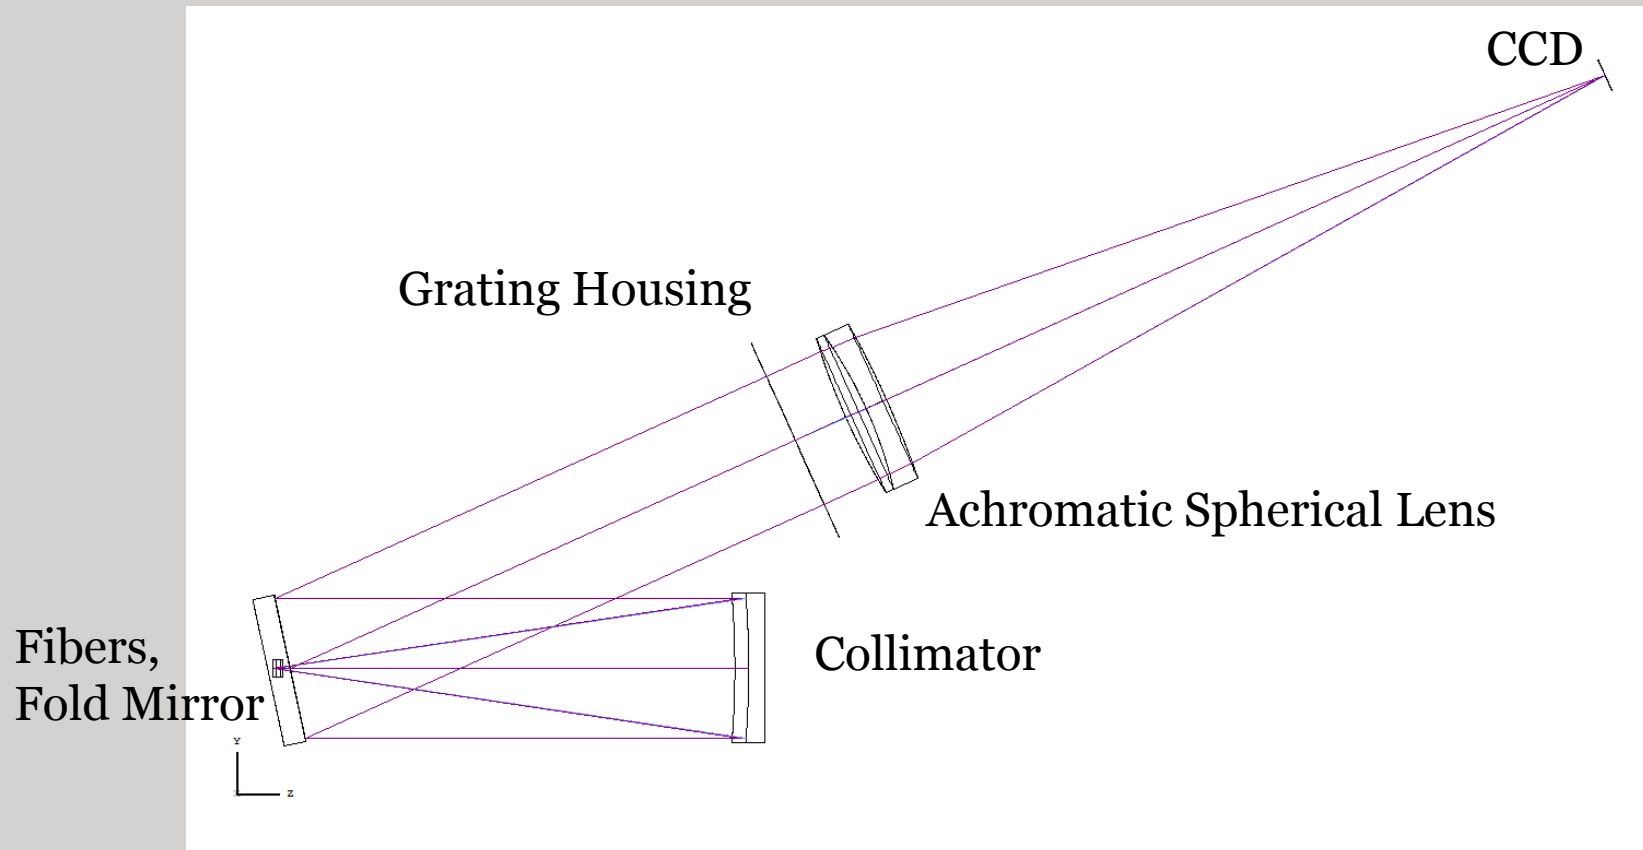 CCD
Grating Housing
Achromatic Spherical Lens
Fibers,
Fold Mirror
Collimator
Y
Z